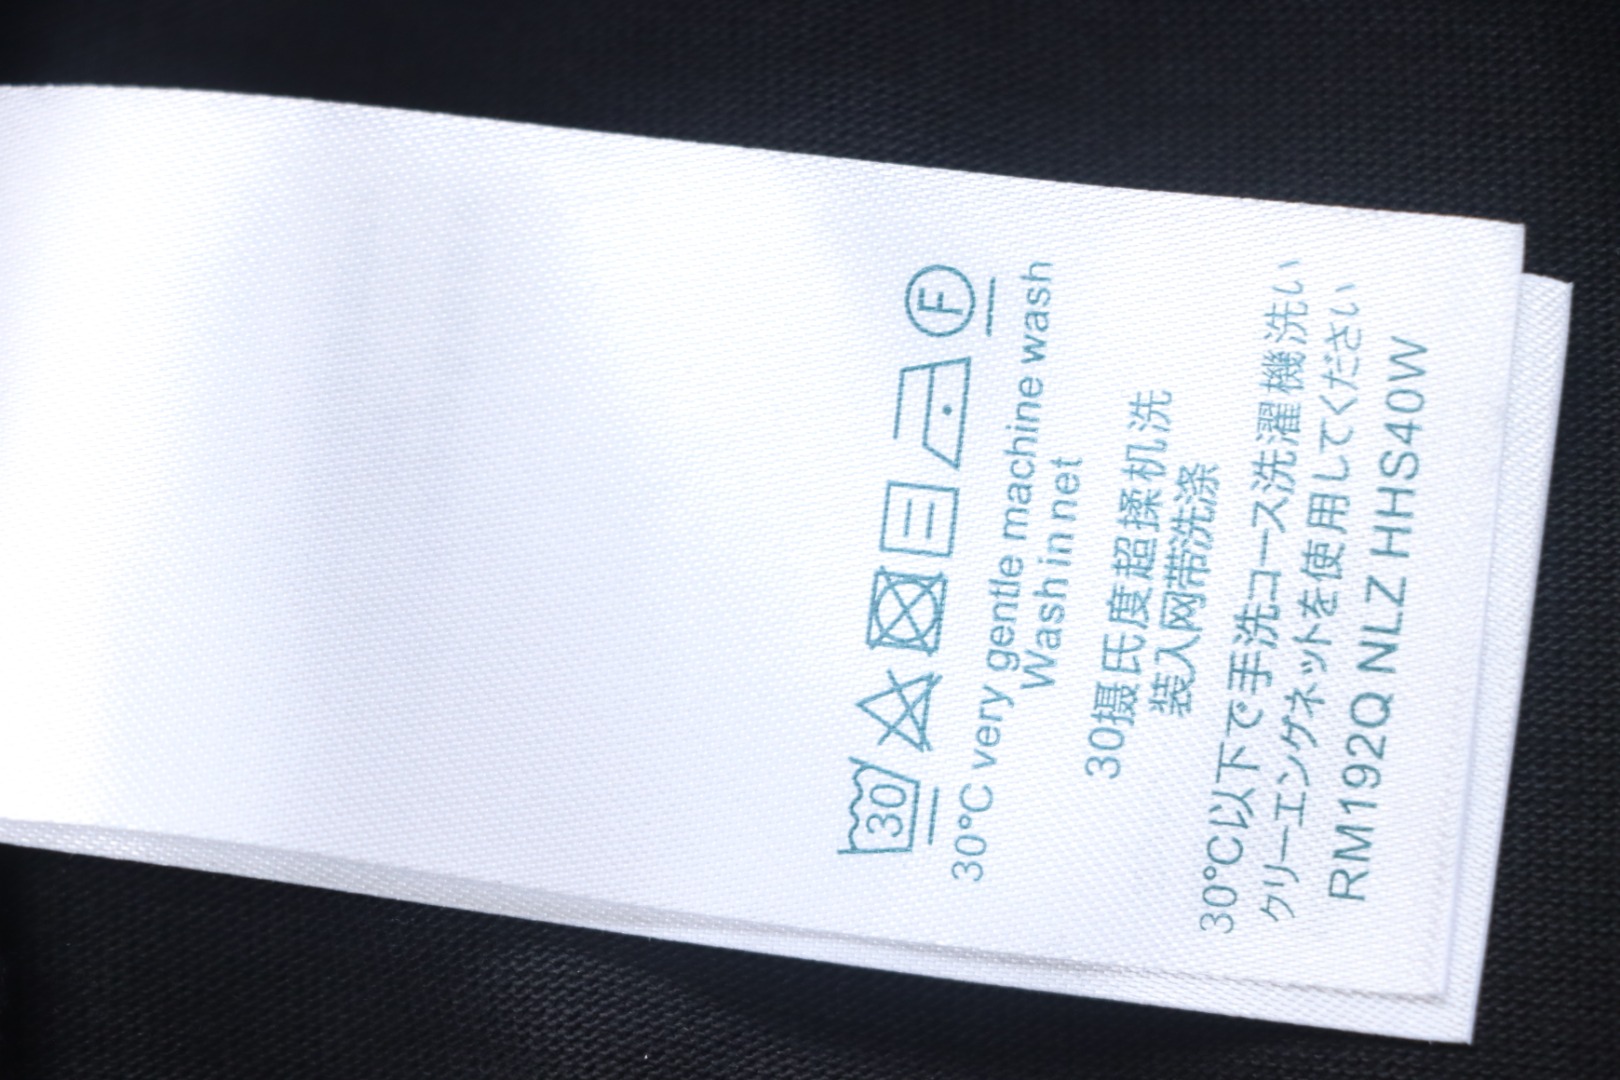 30 F
30°C very gentle machine wash
Wash in net
30摄氏度超揉机洗
装入网带洗涤
30°C以下で手洗コース洗濯機洗い
クリーエングネットを使用してください
RM192Q NLZ HHS40W